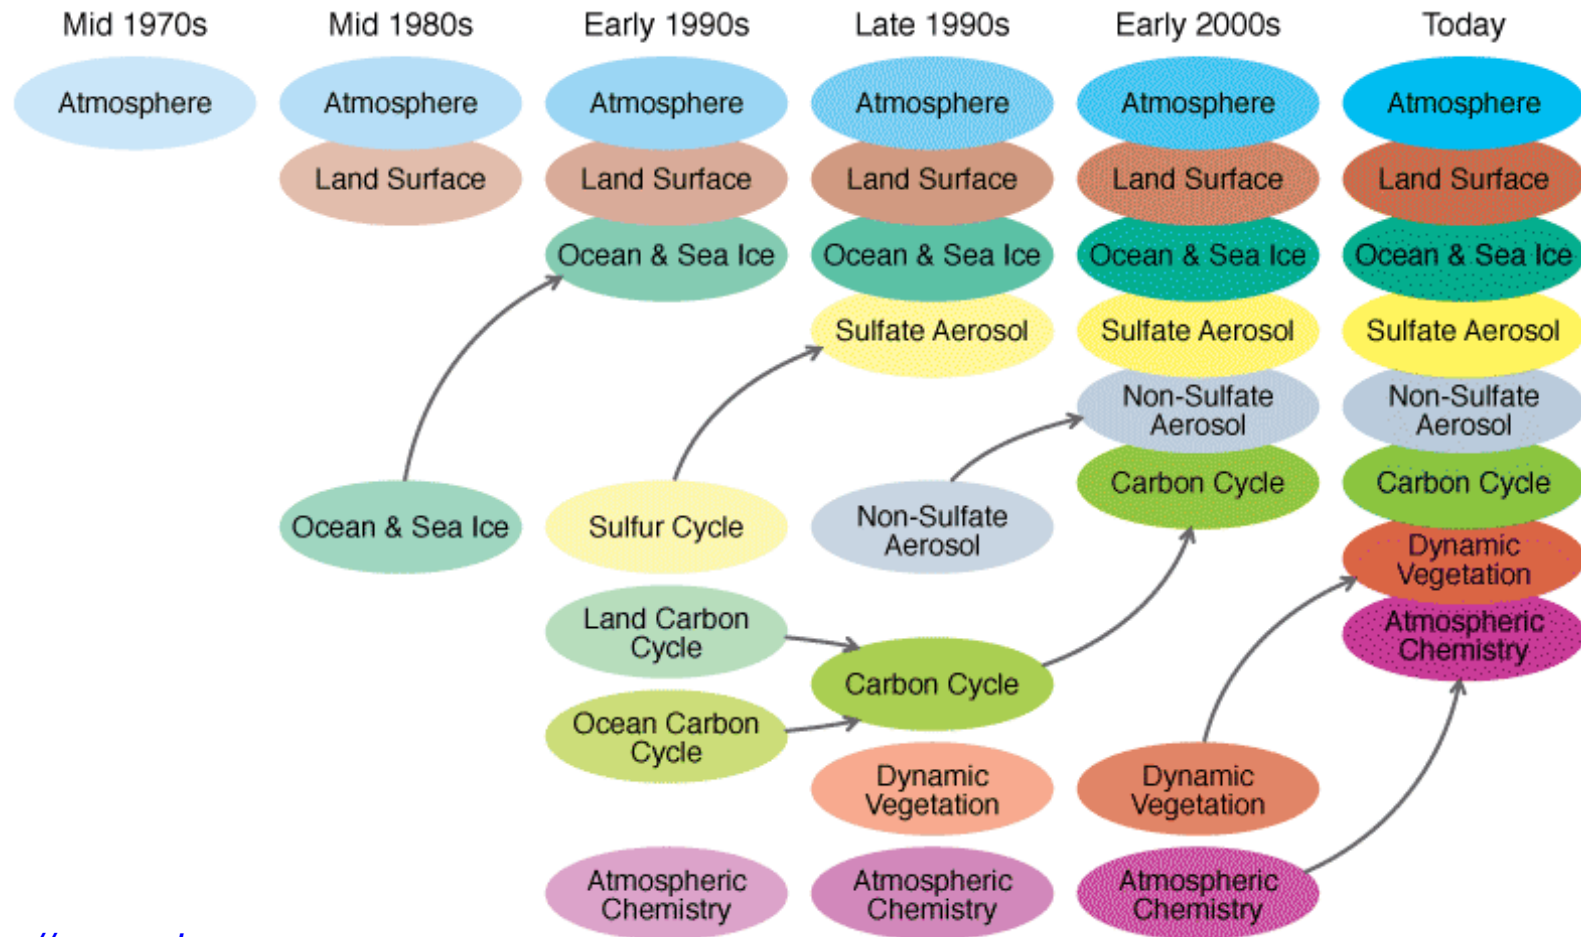 Mid 1970s
Mid 1980s
Early 1990s
Late 1990s
Early 2000s
Today
Atmosphere
Atmosphere
Atmosphere
Atmosphere
Atmosphere
Atmosphere
Land Surface
Land Surface
Land Surface
Land Surface
Land Surface
Ocean & Sea Ice
Ocean & Sea Ice
Ocean & Sea Ice
Ocean & Sea Ice
Sulfate Aerosol
Sulfate Aerosol
Sulfate Aerosol
Non-Sulfate
Aerosol
Non-Sulfate
Aerosol
Carbon Cycle
Carbon Cycle
Ocean & Sea Ice
Sulfur Cycle
Non-Sulfate
Aerosol
Dynamic
Vegetation
Land Carbon
Cycle
Atmospheric
Chemistry
Carbon Cycle
Ocean Carbon
Cycle
Dynamic
Vegetation
Dynamic
Vegetation
Atmospheric
Chemistry
Atmospheric
Chemistry
Atmospheric
Chemistry